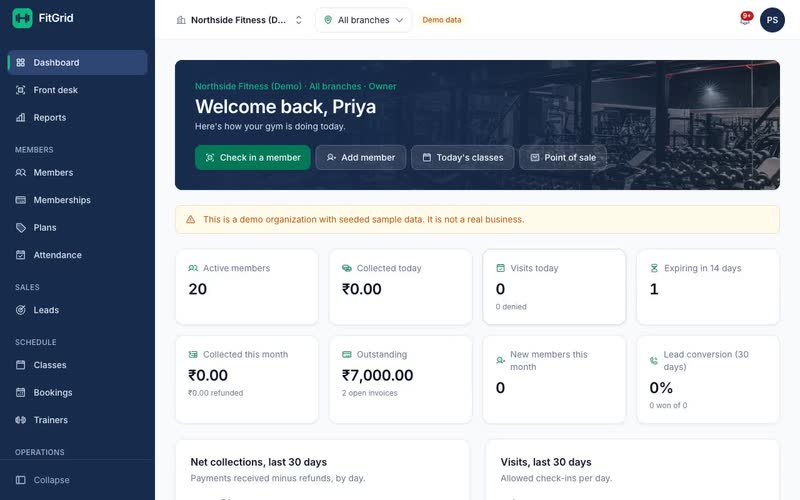 FitGrid
Northside Fitness (D...
All branches
Demo data
9+
PS
Dashboard
Front desk
Reports
MEMBERS
Members
Memberships
Plans
Attendance
SALES
Leads
SCHEDULE
Classes
Bookings
Trainers
OPERATIONS
Collapse
Northside Fitness (Demo) · All branches · Owner
Welcome back, Priya
Here's how your gym is doing today.
Check in a member
Add member
Today's classes
Point of sale
This is a demo organization with seeded sample data. It is not a real business.
Active members
20
Collected today
₹0.00
Visits today
0
0 denied
Expiring in 14 days
1
Collected this month
₹0.00
₹0.00 refunded
Outstanding
₹7,000.00
2 open invoices
New members this
month
0
Lead conversion (30
days)
0%
0 won of 0
Net collections, last 30 days
Payments received minus refunds, by day.
Visits, last 30 days
Allowed check-ins per day.